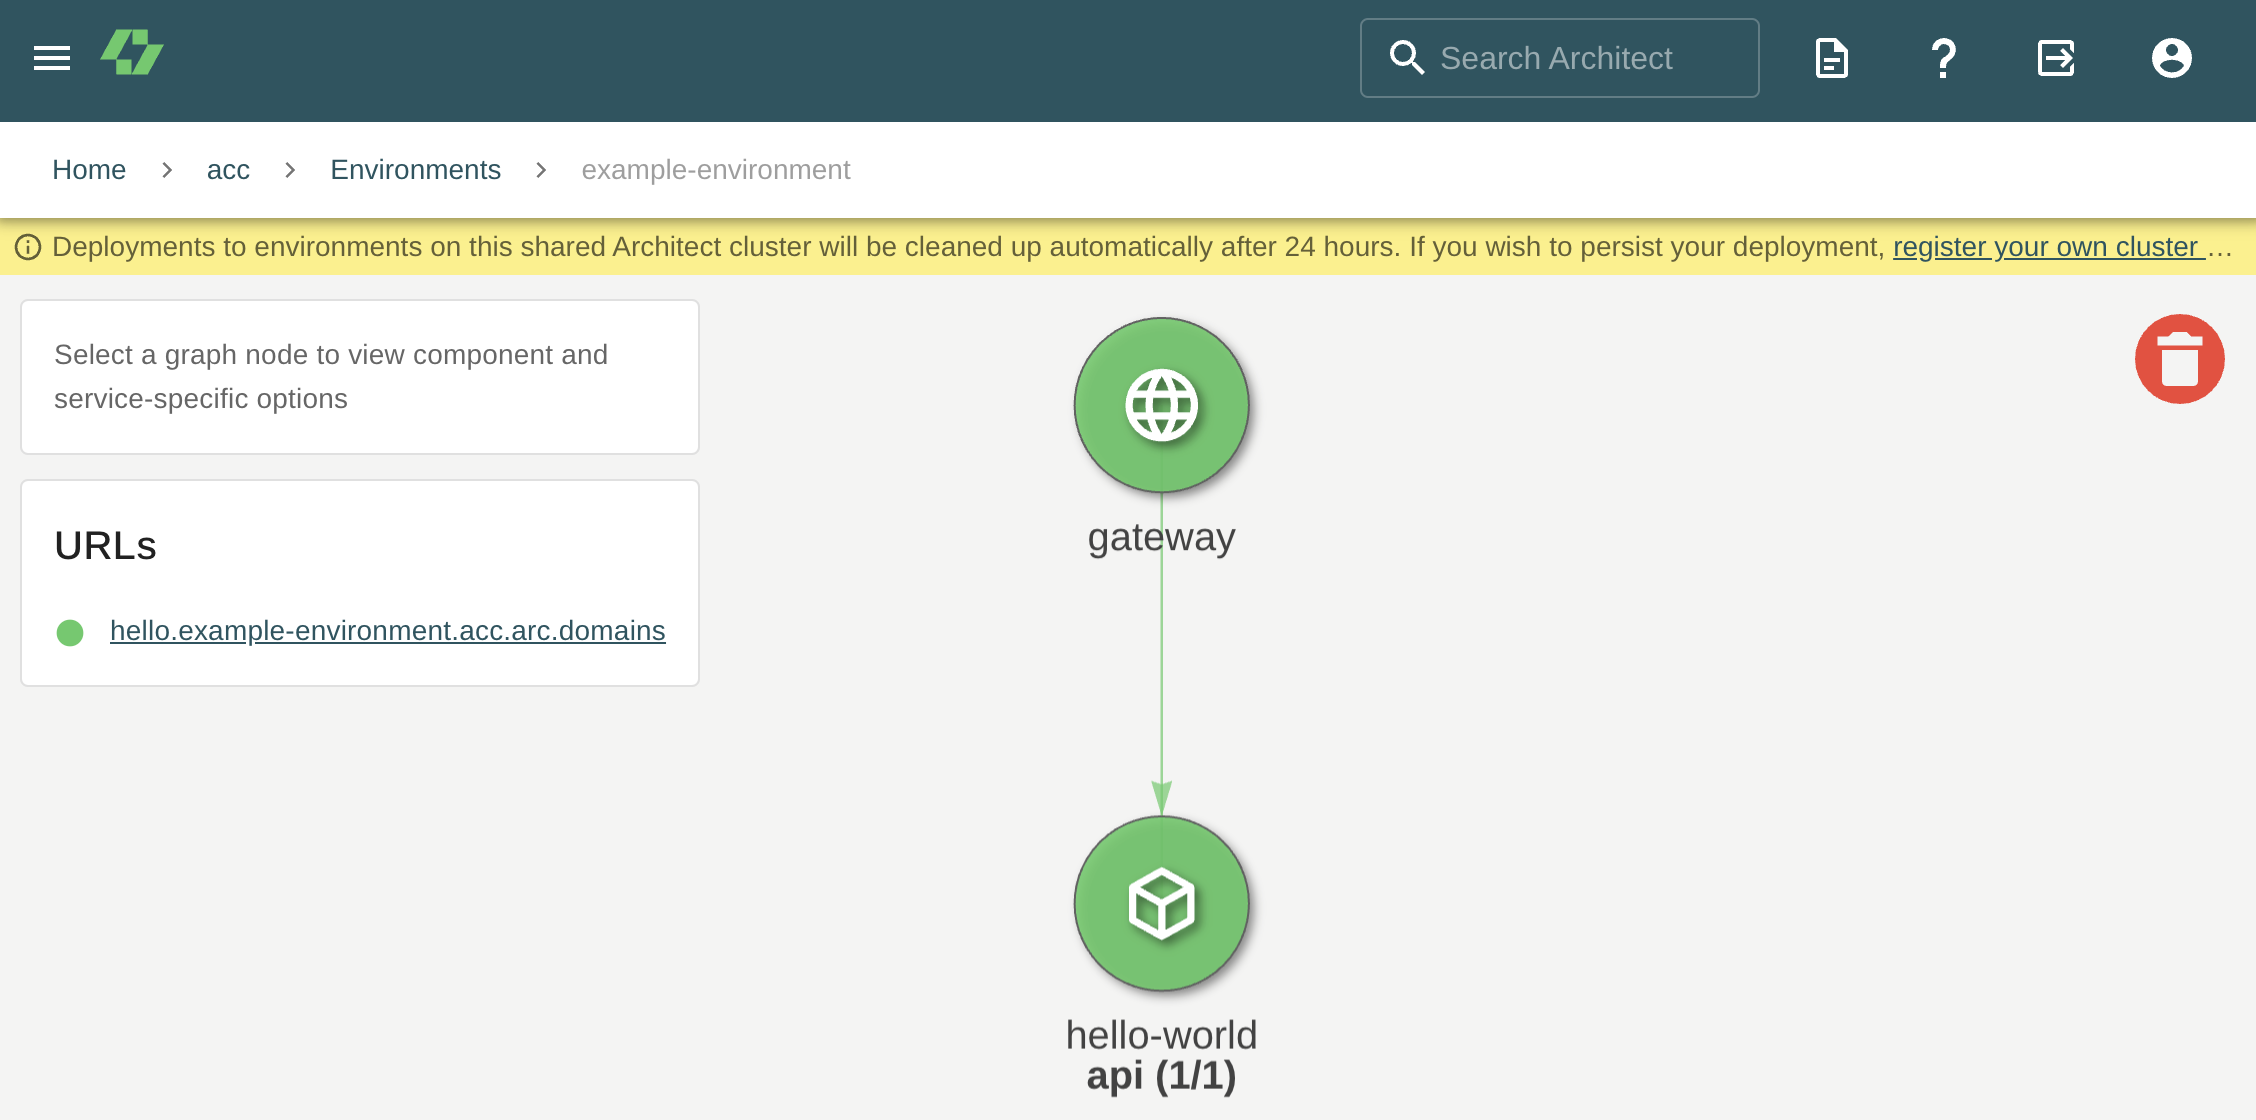 Search Architect
Home > acc > Environments > example-environment
Deployments to environments on this shared Architect cluster will be cleaned up automatically after 24 hours. If you wish to persist your deployment, register your own cluster …
Select a graph node to view component and
service-specific options
URLs
hello.example-environment.acc.arc.domains
gateway
hello-world
api (1/1)